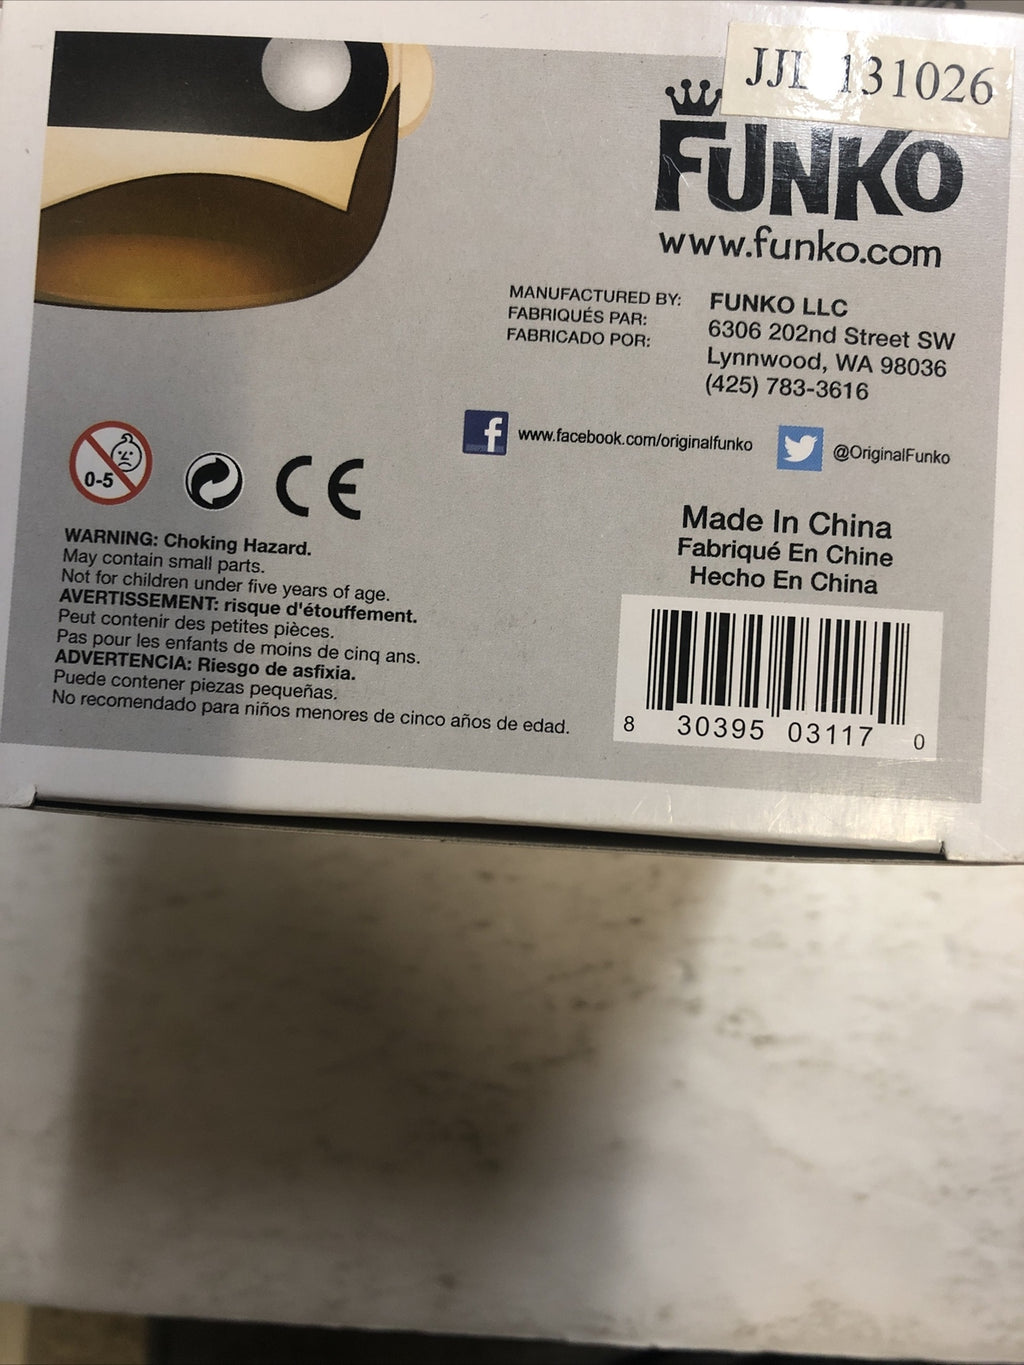 JJL 131026
FUNKO
www.funko.com
MANUFACTURED BY:
FABRIQUÉS PAR:
FABRICADO POR:
FUNKO LLC
6306 202nd Street SW
Lynnwood, WA 98036
(425) 783-3616
f www.facebook.com/originalfunko
@OriginalFunko
0-5
CE
WARNING: Choking Hazard.
May contain small parts.
Not for children under five years of age.
AVERTISSEMENT: risque d'étouffement.
Peut contenir des petites pièces.
Pas pour les enfants de moins de cinq ans.
ADVERTENCIA: Riesgo de asfixia.
Puede contener piezas pequeñas.
No recomendado para niños menores de cinco años de edad.
Made In China
Fabriqué En Chine
Hecho En China
8 30395 03117 0